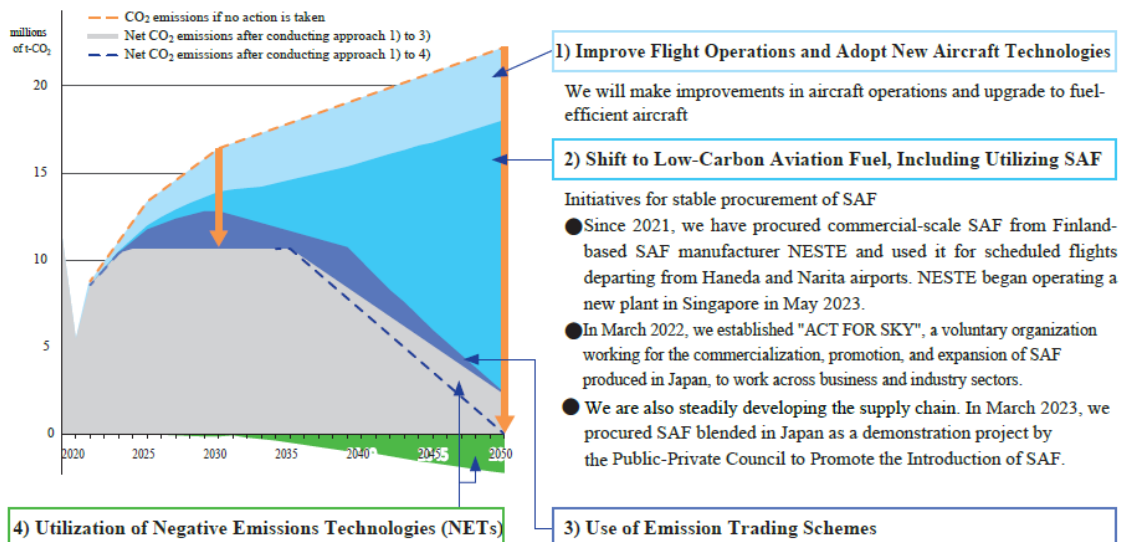 millions
of t-CO2
CO2 emissions if no action is taken
Net CO2 emissions after conducting approach 1) to 3)
Net CO2 emissions after conducting approach 1) to 4)
20
15
10
5
0
2020
2025
2030
2035
2045
2050
1) Improve Flight Operations and Adopt New Aircraft Technologies
We will make improvements in aircraft operations and upgrade to fuel-
efficient aircraft
2) Shift to Low-Carbon Aviation Fuel, Including Utilizing SAF
Initiatives for stable procurement of SAF
●Since 2021, we have procured commercial-scale SAF from Finland-
based SAF manufacturer NESTE and used it for scheduled flights
departing from Haneda and Narita airports. NESTE began operating a
new plant in Singapore in May 2023.
●In March 2022, we established "ACT FOR SKY", a voluntary organization
working for the commercialization, promotion, and expansion of SAF
produced in Japan, to work across business and industry sectors.
● We are also steadily developing the supply chain. In March 2023, we
procured SAF blended in Japan as a demonstration project by
the Public-Private Council to Promote the Introduction of SAF.
4) Utilization of Negative Emissions Technologies (NETs)
3) Use of Emission Trading Schemes